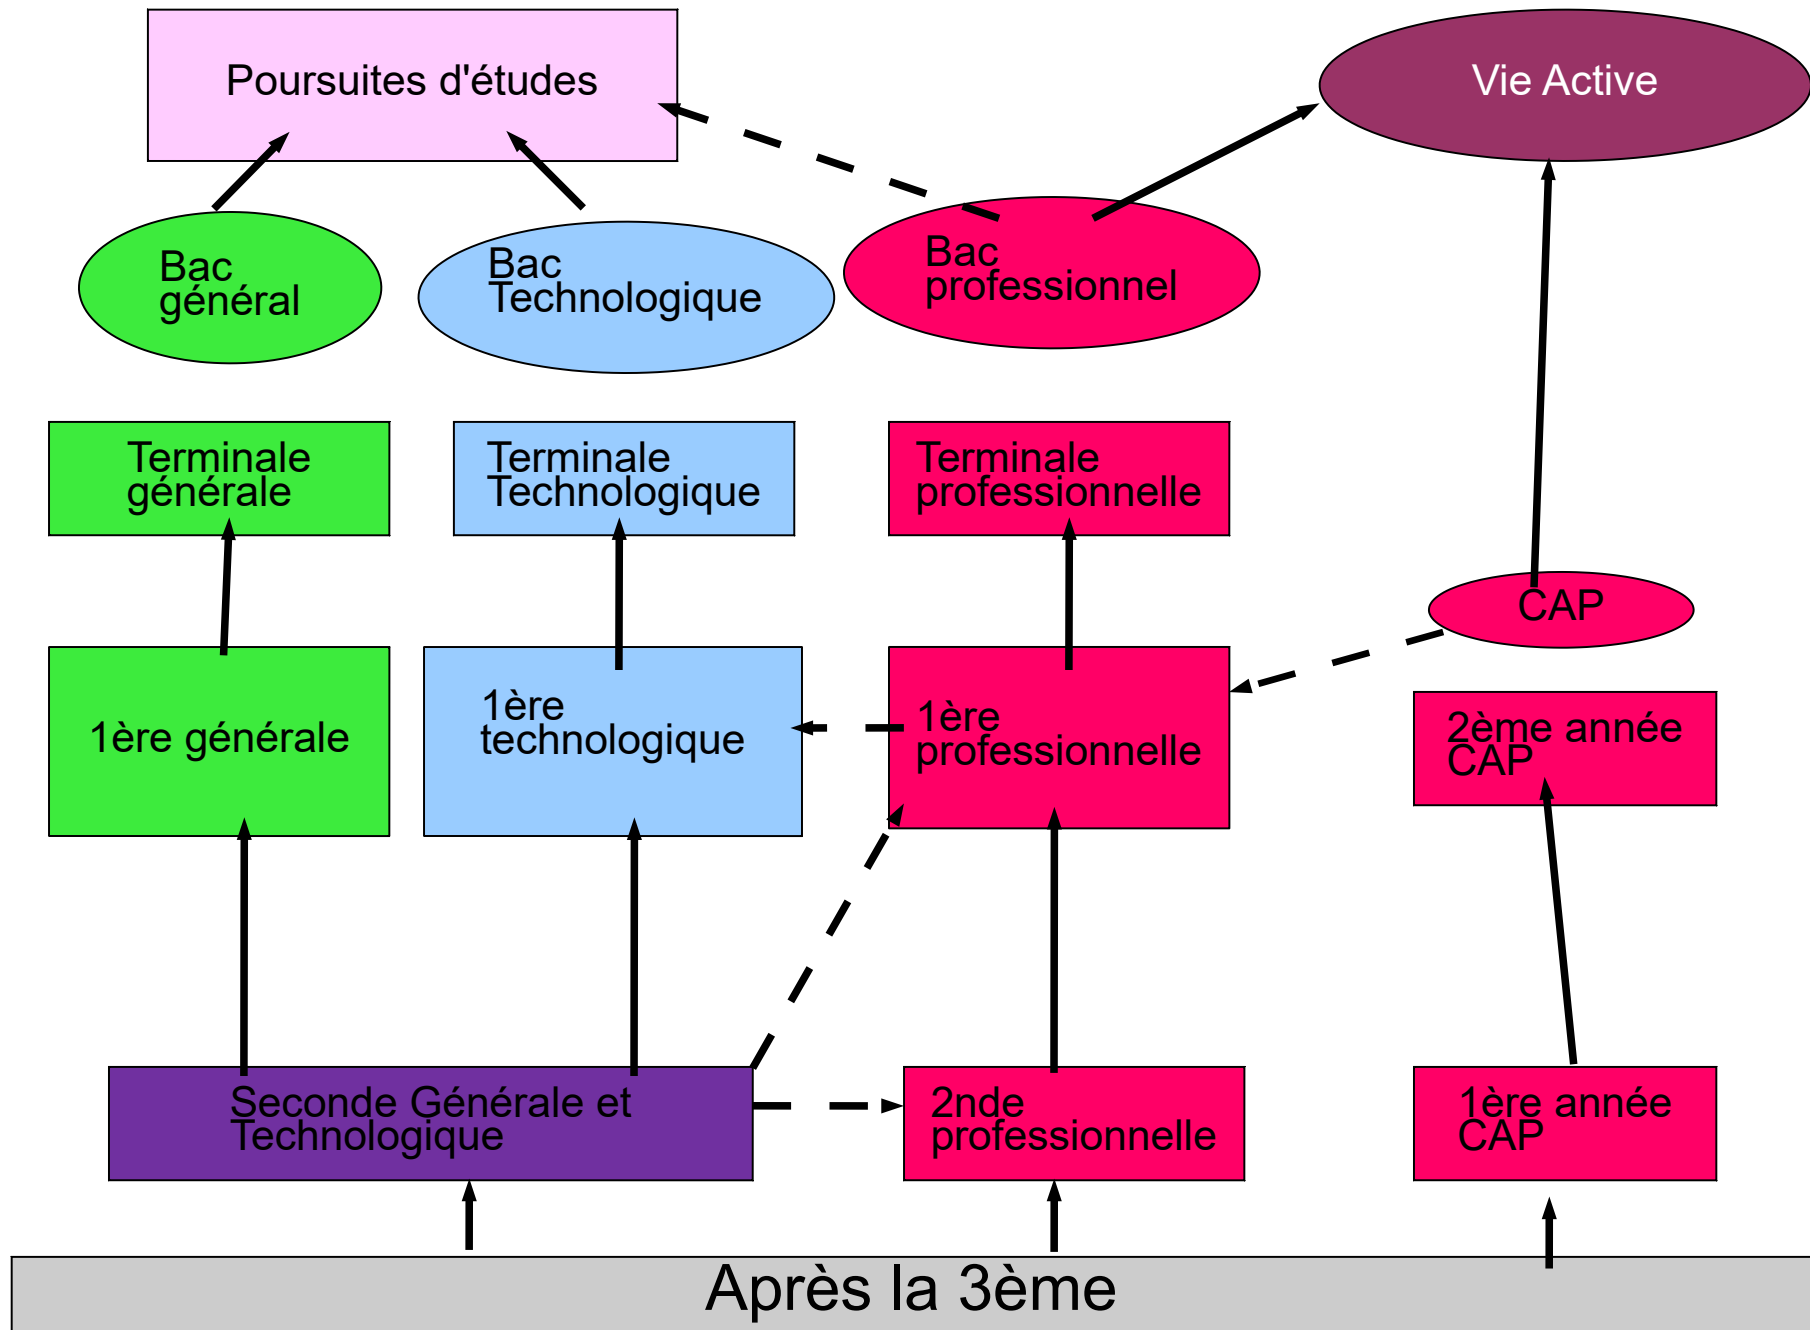 Poursuites d'études
Vie Active
Bac
général
Bac
Technologique
Bac
professionnel
Terminale
générale
Terminale
Technologique
Terminale
professionnelle
CAP
1ère générale
1ère
technologique
1ère
professionnelle
2ème année
CAP
Seconde Générale et
Technologique
2nde
professionnelle
1ère année
CAP
Après la 3ème